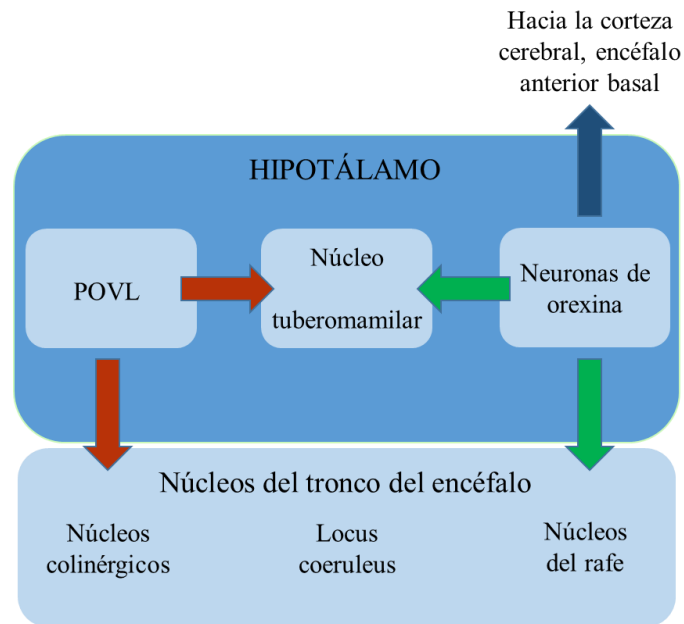 Hacia la corteza
cerebral, encéfalo
anterior basal
HIPOTÁLAMO
POVL
Núcleo
tuberomamilar
Neuronas de
orexina
Núcleos del tronco del encéfalo
Núcleos
colinérgicos
Locus
coeruleus
Núcleos
del rafe